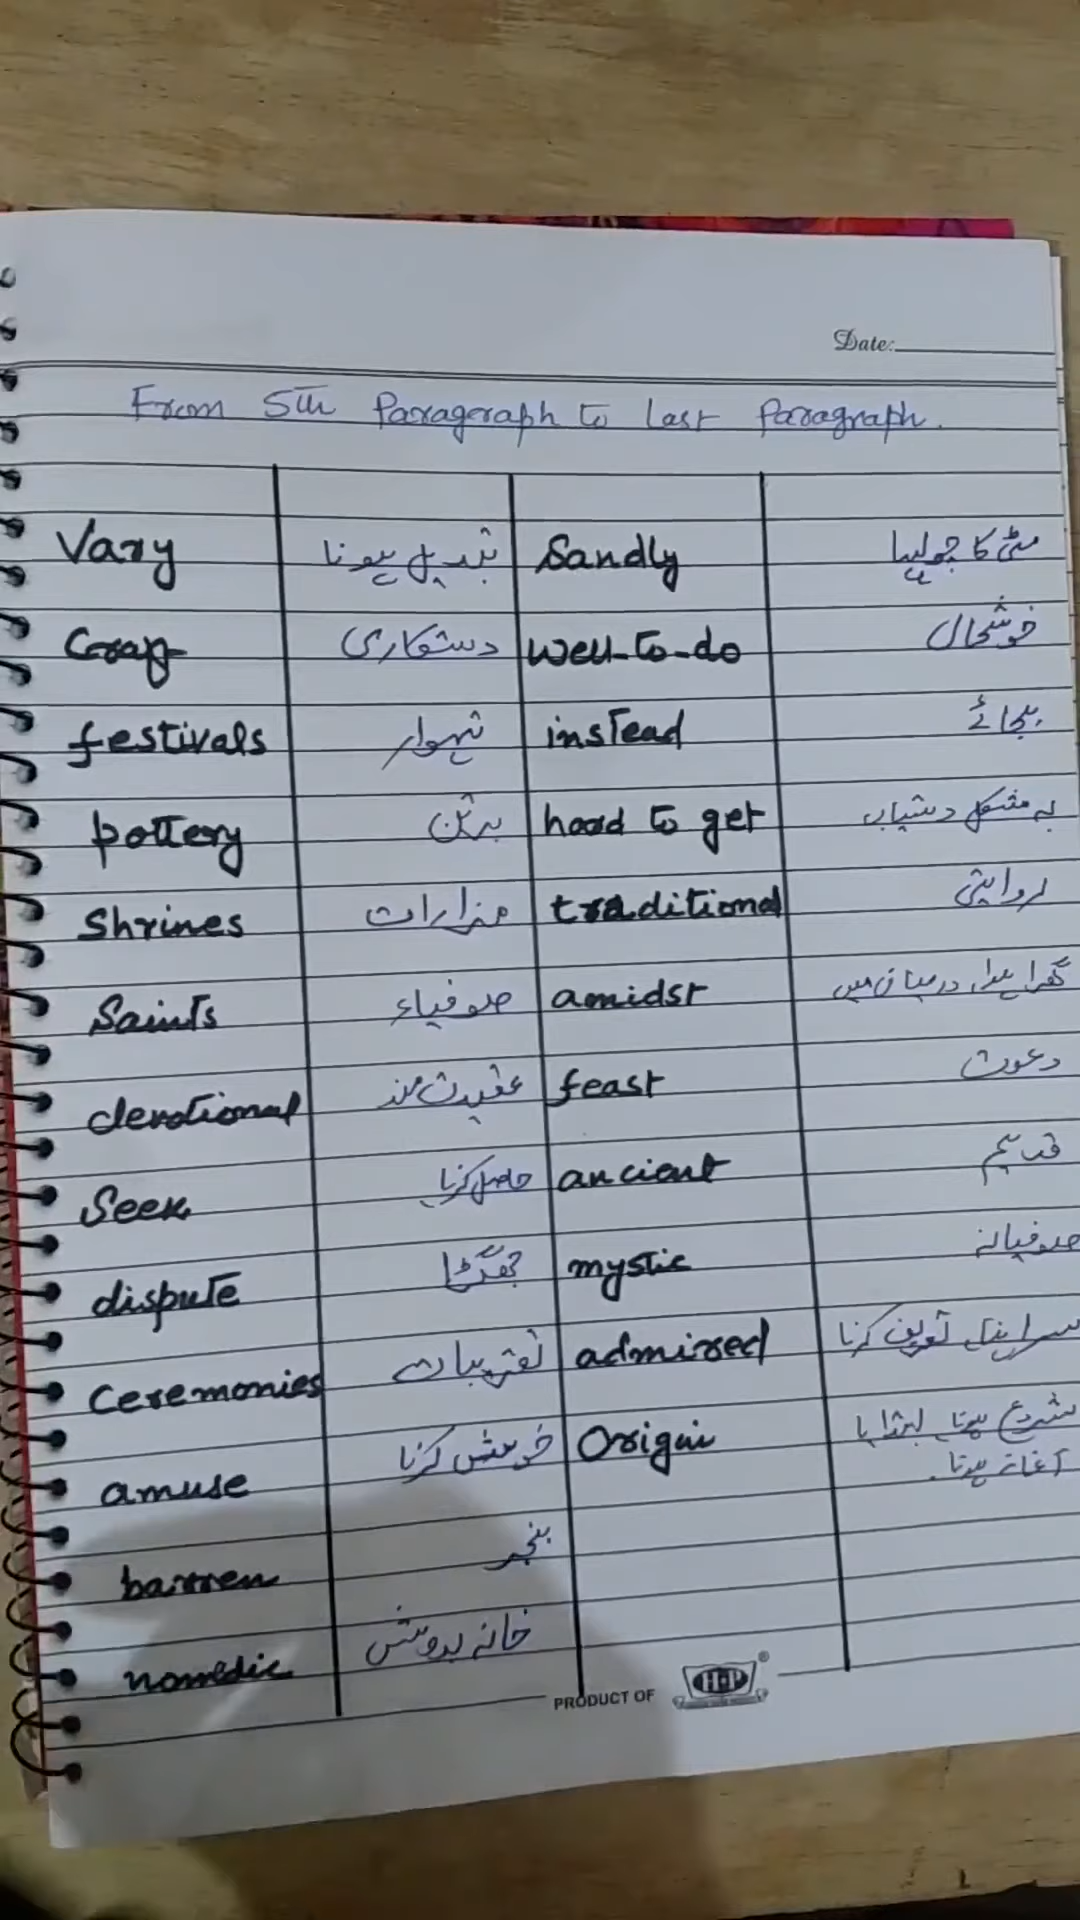 Date:
From 5th Parageraph to Last Paragraph.
Vary تبدیل ہونا Sandly مٹی کا چولہا
Craft دستکاری well-to-do خوشحال
festivals تہوار instead بجائے
pottery برتن hard to get بہ مشکل دستیاب
Shrines مزارات traditional روایتی
Saints صوفیاء amidst گھرا ہوا، درمیان میں
devotional عقیدت مند feast دعوت
Seek حاصل کرنا ancient قدیم
dispute جھگڑا mystic صوفیانہ
Ceremonies تقریبات admired سراہنا، تعریف کرنا
amuse خوش کرنا Origin شروع ہونا، ابتدا یا
آغاز ہونا۔
barren بنجر
nomedic خانہ بدوش
PRODUCT OF